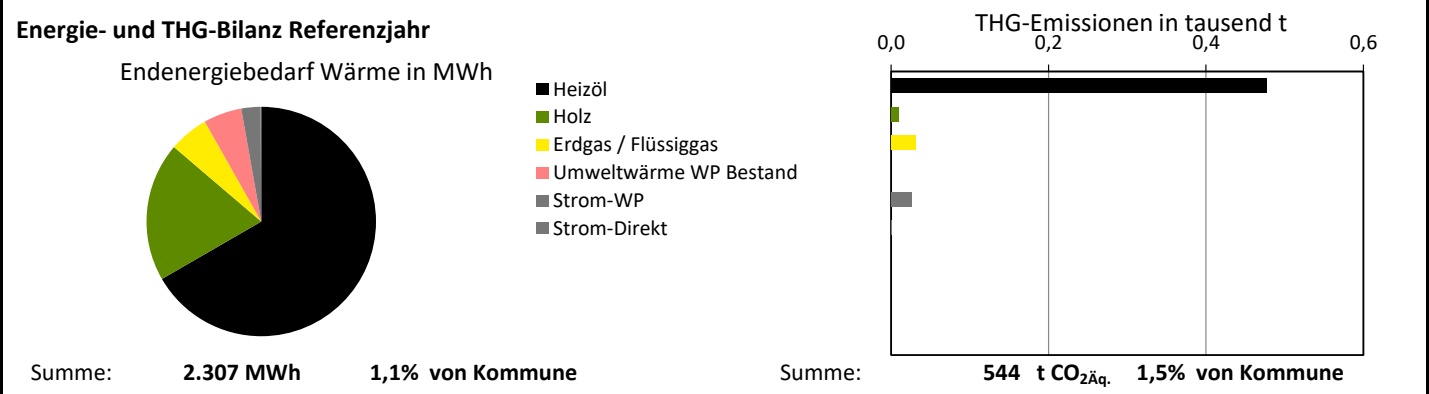 Energie- und THG-Bilanz Referenzjahr
Endenergiebedarf Wärme in MWh
Heizöl
Holz
Erdgas / Flüssiggas
Umweltwärme WP Bestand
Strom-WP
Strom-Direkt
THG-Emissionen in tausend t
0,0 0,2 0,4 0,6
Summe: 2.307 MWh 1,1% von Kommune
Summe: 544 t CO₂Äq. 1,5% von Kommune